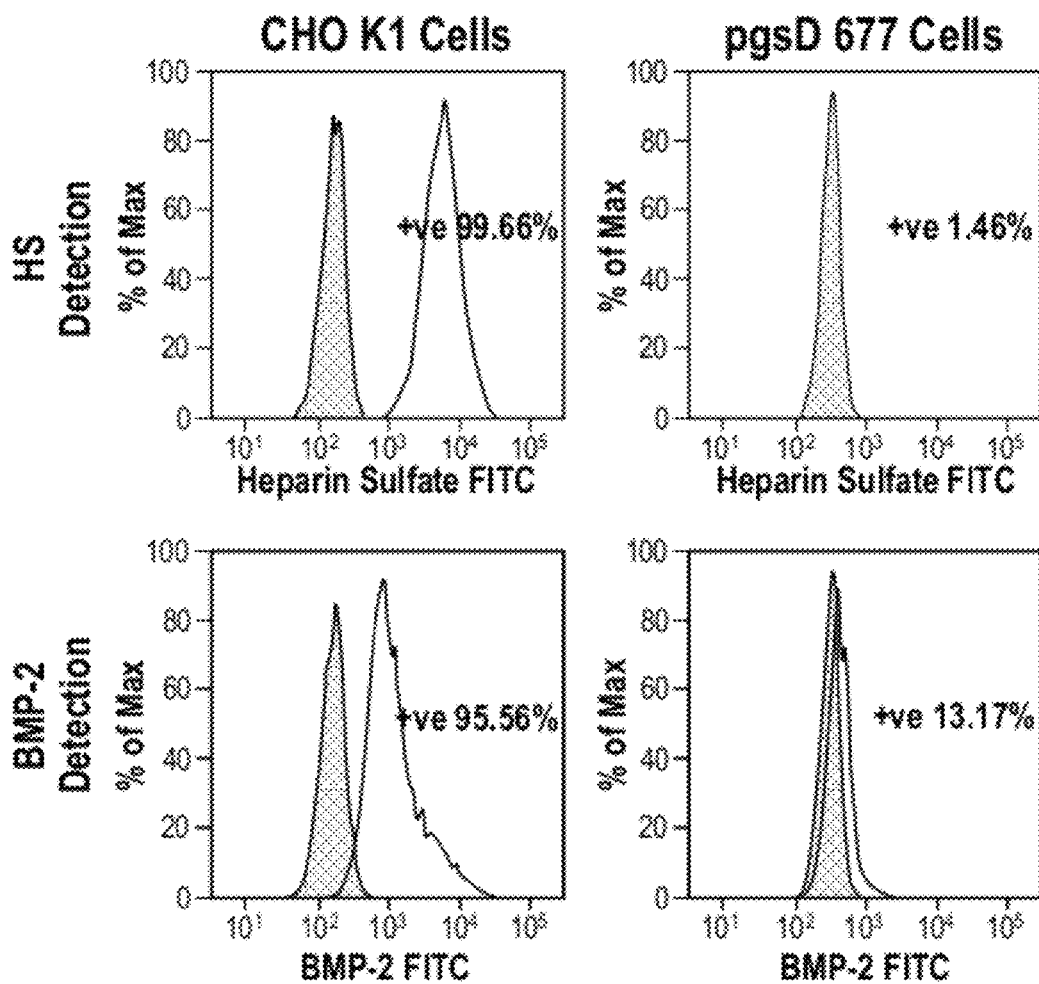 CHO K1 Cells
pgsD 677 Cells
HS
Detection
% of Max
100
80
60
40
20
0
+ve 99.66%
10¹ 10² 10³ 10⁴ 10⁵
Heparin Sulfate FITC
% of Max
100
80
60
40
20
0
+ve 1.46%
10¹ 10² 10³ 10⁴ 10⁵
Heparin Sulfate FITC
BMP-2
Detection
% of Max
100
80
60
40
20
0
+ve 95.56%
10¹ 10² 10³ 10⁴ 10⁵
BMP-2 FITC
% of Max
100
80
60
40
20
0
+ve 13.17%
10¹ 10² 10³ 10⁴ 10⁵
BMP-2 FITC